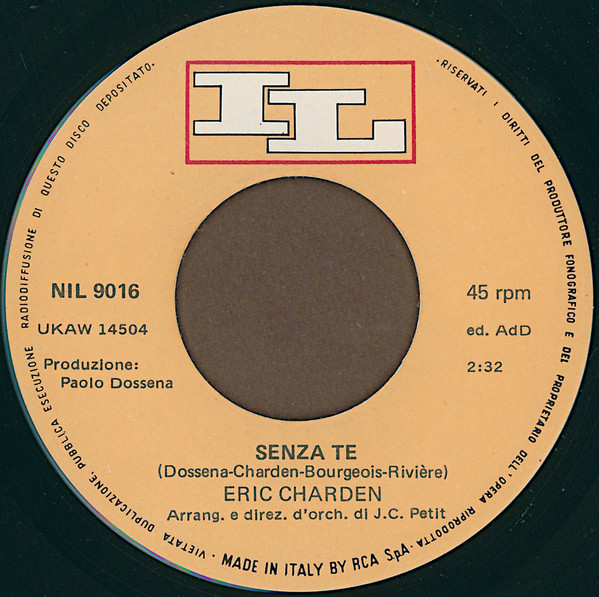 IL
NIL 9016
UKAW 14504
Produzione:
Paolo Dossena
45 rpm
ed. AdD
2:32
SENZA TE
(Dossena-Charden-Bourgeois-Rivière)
ERIC CHARDEN
Arrang. e direz. d'orch. di J.C. Petit
·RISERVATI I DIRITTI DEL PRODUTTORE FONOGRAFICO E DEL PROPRIETARIO DELL'OPERA RIPRODOTTA·
·VIETATA DUPLICAZIONE, PUBBLICA ESECUZIONE RADIODIFFUSIONE DI QUESTO DISCO DEPOSITATO·
MADE IN ITALY BY RCA S.p.A.